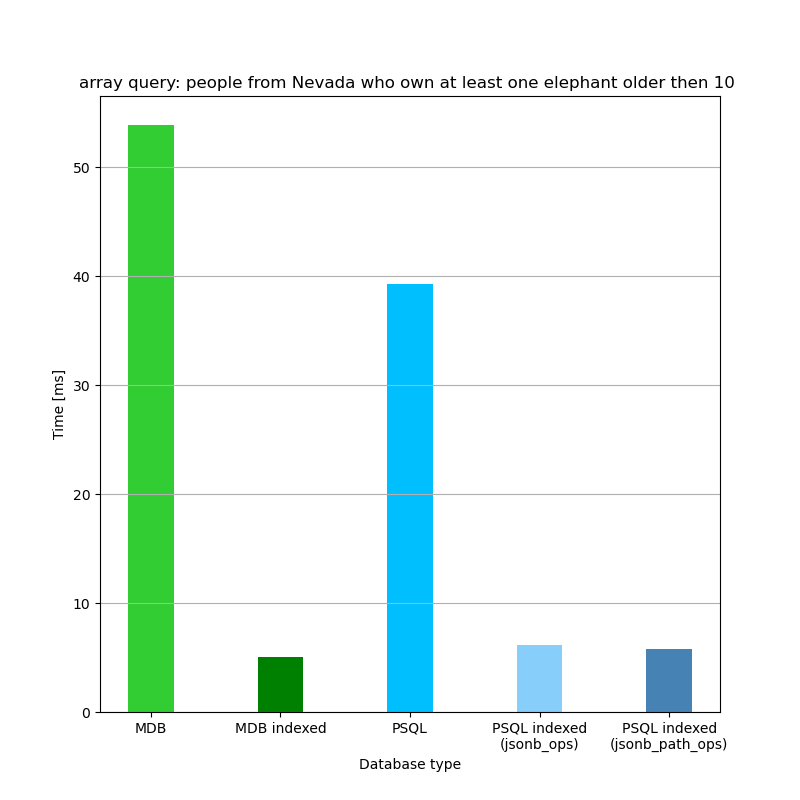 array query: people from Nevada who own at least one elephant older then 10
50
40
30
20
10
0
Time [ms]
MDB
MDB indexed
PSQL
PSQL indexed
(jsonb_ops)
PSQL indexed
(jsonb_path_ops)
Database type